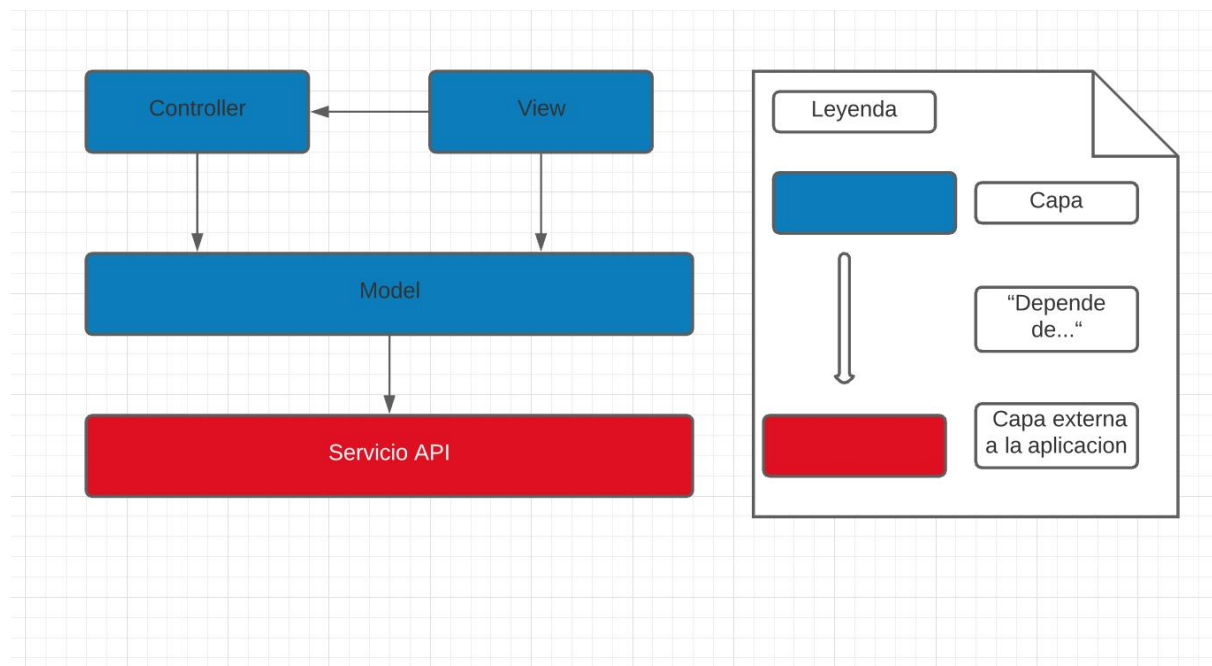 Controller
View
Model
Servicio API
Leyenda
Capa
“Depende
de...“
Capa externa
a la aplicacion